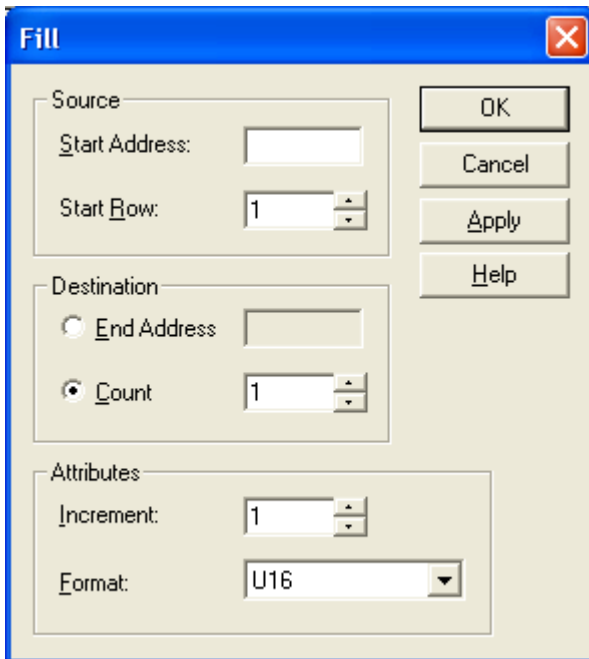 Fill
Source
Start Address:
Start Row: 1
Destination
End Address
Count 1
Attributes
Increment: 1
Format: U16
OK
Cancel
Apply
Help